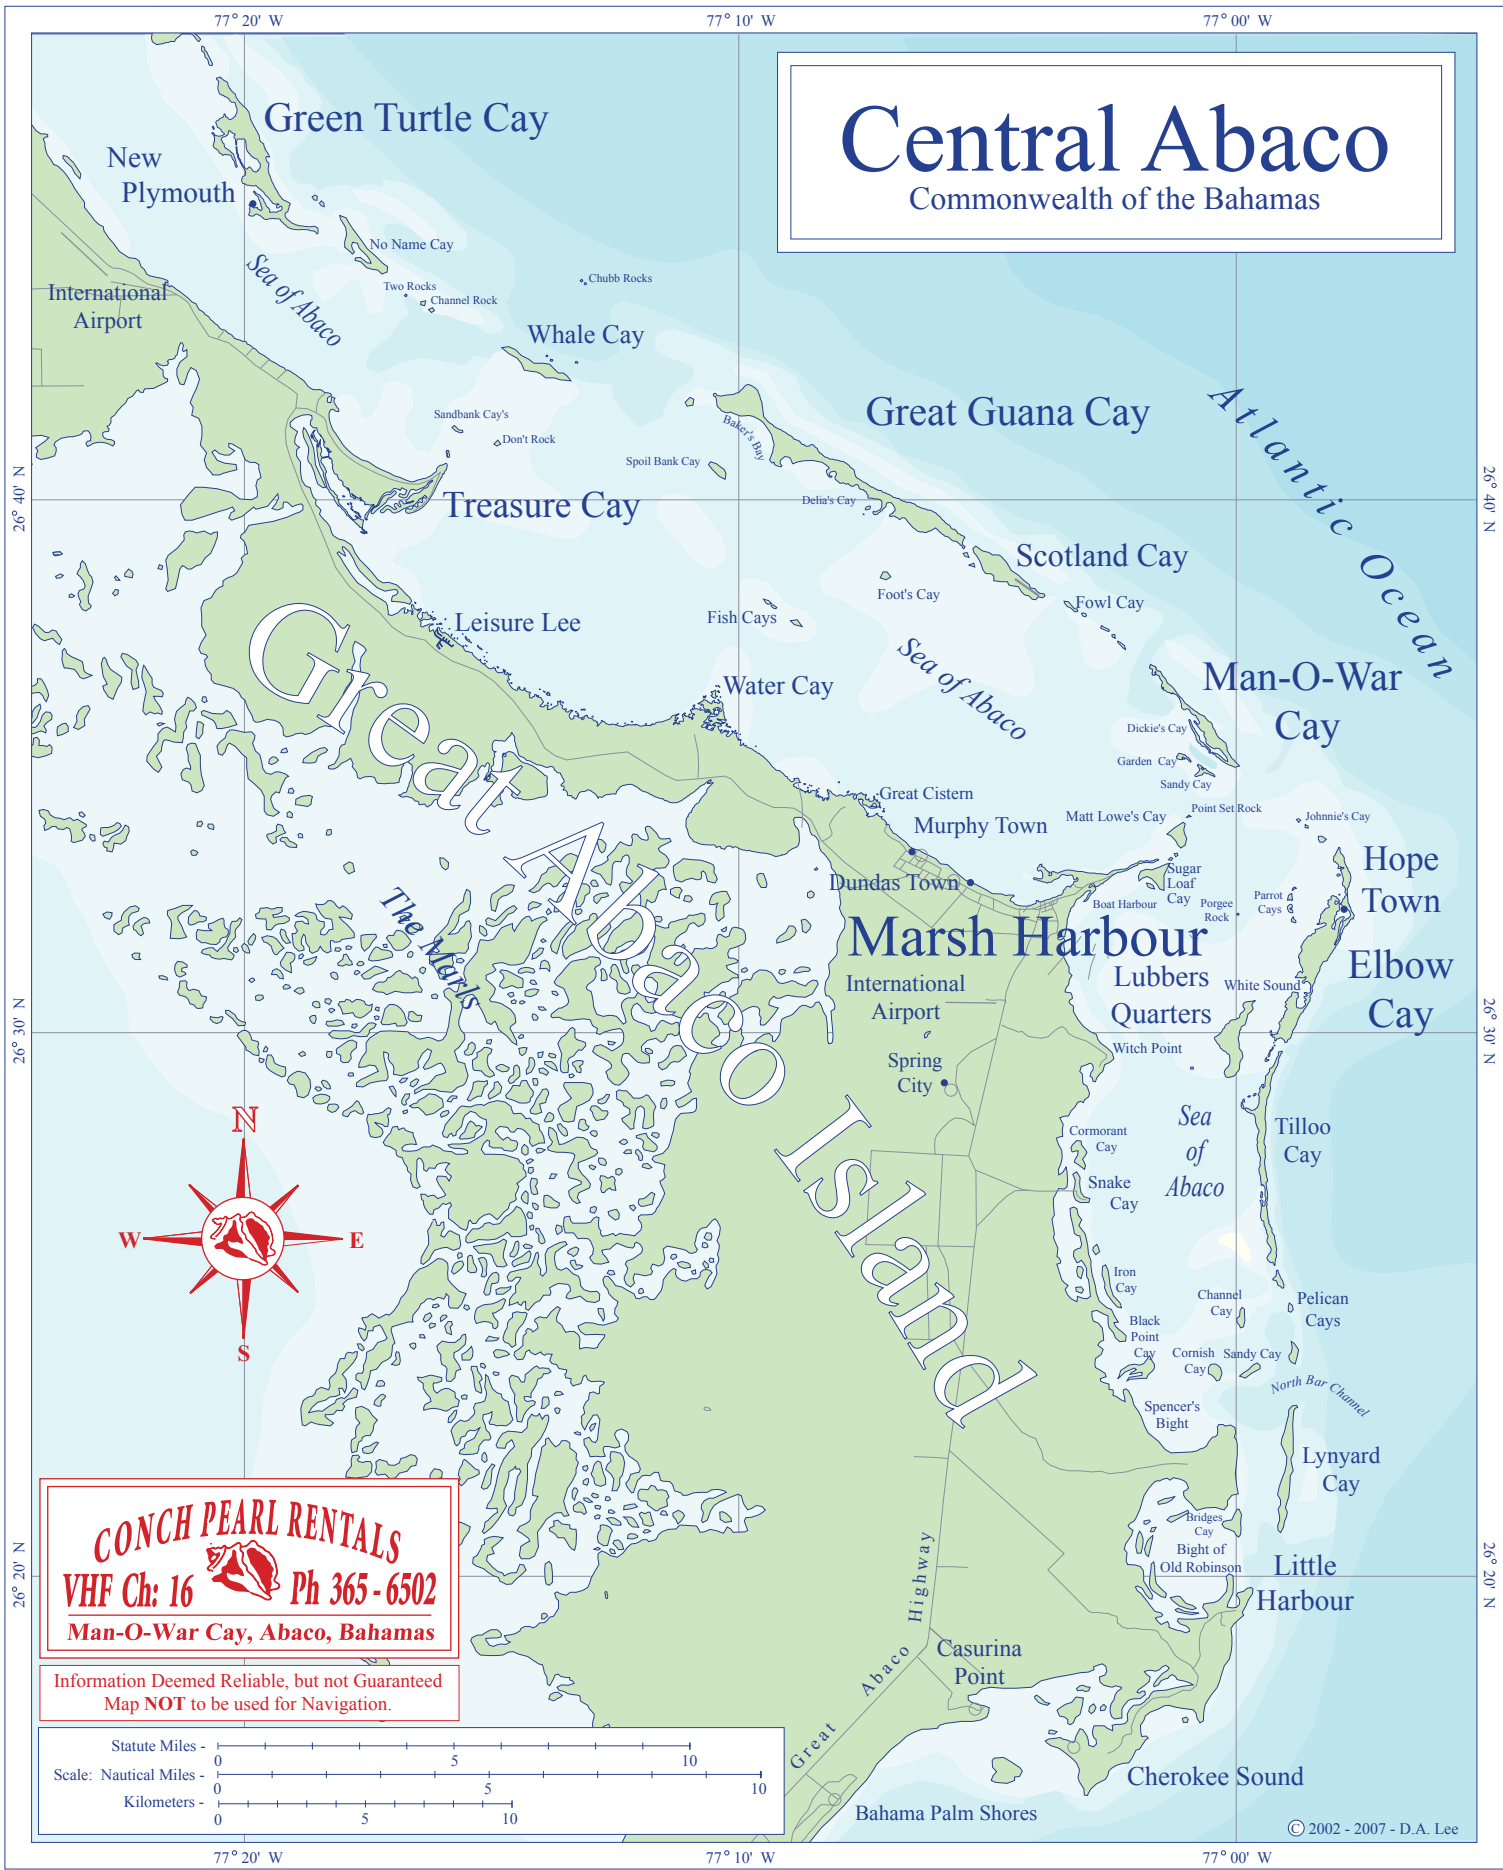 77° 20' W
77° 10' W
77° 00' W
Central Abaco
Commonwealth of the Bahamas
Green Turtle Cay
New
Plymouth
No Name Cay
Sea of Abaco
Two Rocks
Channel Rock
Chubb Rocks
International
Airport
Whale Cay
Atlantic Ocean
Great Guana Cay
Baker's Bay
Sandbank Cay's
Don't Rock
Spoil Bank Cay
26° 40' N
26° 40' N
Delia's Cay
Treasure Cay
Scotland Cay
Foot's Cay
Fowl Cay
Fish Cays
Leisure Lee
Sea of Abaco
Man-O-War
Cay
Water Cay
Dickie's Cay
Garden Cay
Sandy Cay
Great Cistern
Point Set Rock
Matt Lowe's Cay
Johnnie's Cay
Murphy Town
Hope
Town
Dundas Town
Sugar
Loaf
Cay
Boat Harbour
Porgee
Rock
Parrot
Cays
The Marls
Great Abaco Island
Marsh Harbour
Elbow
Cay
International
Airport
Lubbers
Quarters
White Sound
26° 30' N
26° 30' N
Witch Point
Spring
City
Sea
of
Abaco
Tilloo
Cay
Cormorant
Cay
Snake
Cay
N
W
E
S
Iron
Cay
Channel
Cay
Pelican
Cays
Black
Point
Cay
Cornish
Cay
Sandy Cay
North Bar Channel
Spencer's
Bight
Lynyard
Cay
Bridges
Cay
Bight of
Old Robinson
Little
Harbour
26° 20' N
26° 20' N
CONCH PEARL RENTALS
VHF Ch: 16
Ph 365 - 6502
Man-O-War Cay, Abaco, Bahamas
Information Deemed Reliable, but not Guaranteed
Map NOT to be used for Navigation.
Great Abaco Highway
Casurina
Point
Cherokee Sound
Bahama Palm Shores
Statute Miles -
0 5 10
Scale: Nautical Miles -
0 5 10
Kilometers -
0 5 10
© 2002 - 2007 - D.A. Lee
77° 20' W
77° 10' W
77° 00' W